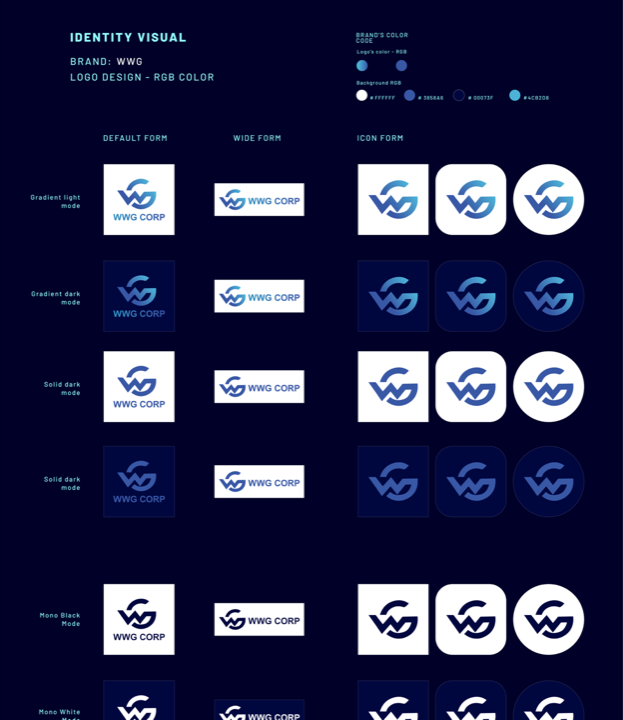 IDENTITY VISUAL
BRAND: WWG
LOGO DESIGN - RGB COLOR
BRAND'S COLOR
CODE
Logo's color - RGB
Background RGB
# FFFFFF
# 3858A6
# 00073F
#4CB2D8
DEFAULT FORM
WIDE FORM
ICON FORM
Gradient light
mode
WWG CORP
WWG CORP
Gradient dark
mode
WWG CORP
WWG CORP
Solid dark
mode
WWG CORP
WWG CORP
Solid dark
mode
WWG CORP
WWG CORP
Mono Black
Mode
WWG CORP
WWG CORP
Mono White
Mode
WWG CORP